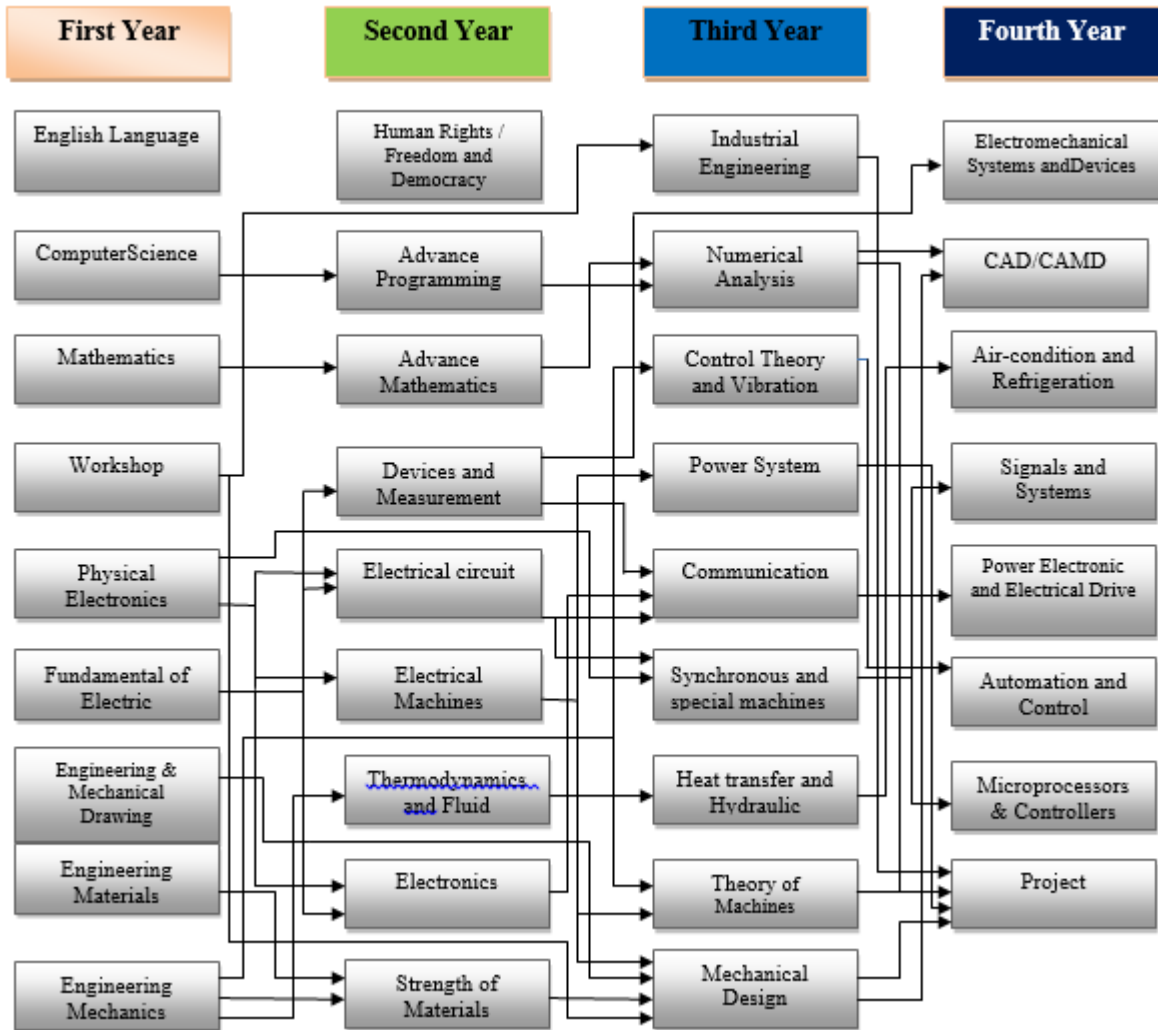 First Year
Second Year
Third Year
Fourth Year
English Language
Human Rights /
Freedom and
Democracy
Industrial
Engineering
Electromechanical
Systems andDevices
ComputerScience
Advance
Programming
Numerical
Analysis
CAD/CAMD
Mathematics
Advance
Mathematics
Control Theory
and Vibration
Air-condition and
Refrigeration
Workshop
Devices and
Measurement
Power System
Signals and
Systems
Physical
Electronics
Electrical circuit
Communication
Power Electronic
and Electrical Drive
Fundamental of
Electric
Electrical
Machines
Synchronous and
special machines
Automation and
Control
Engineering &
Mechanical
Drawing
Thermodynamics
and Fluid
Heat transfer and
Hydraulic
Microprocessors
& Controllers
Engineering
Materials
Electronics
Theory of
Machines
Project
Engineering
Mechanics
Strength of
Materials
Mechanical
Design